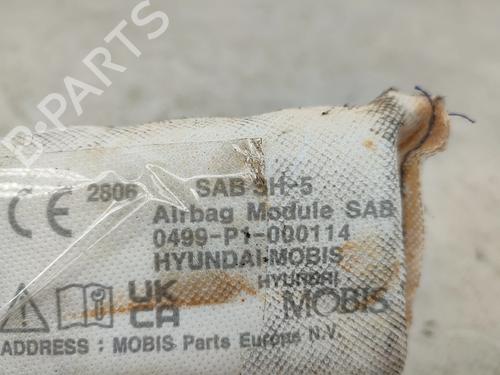 B-PARTS
CE 2806 SAB SH-5
Airbag Module SAB
0499-P1-000114
HYUNDAI MOBIS
HYUNDAI
UK
CA MOBIS
ADDRESS : MOBIS Parts Europe N.V.